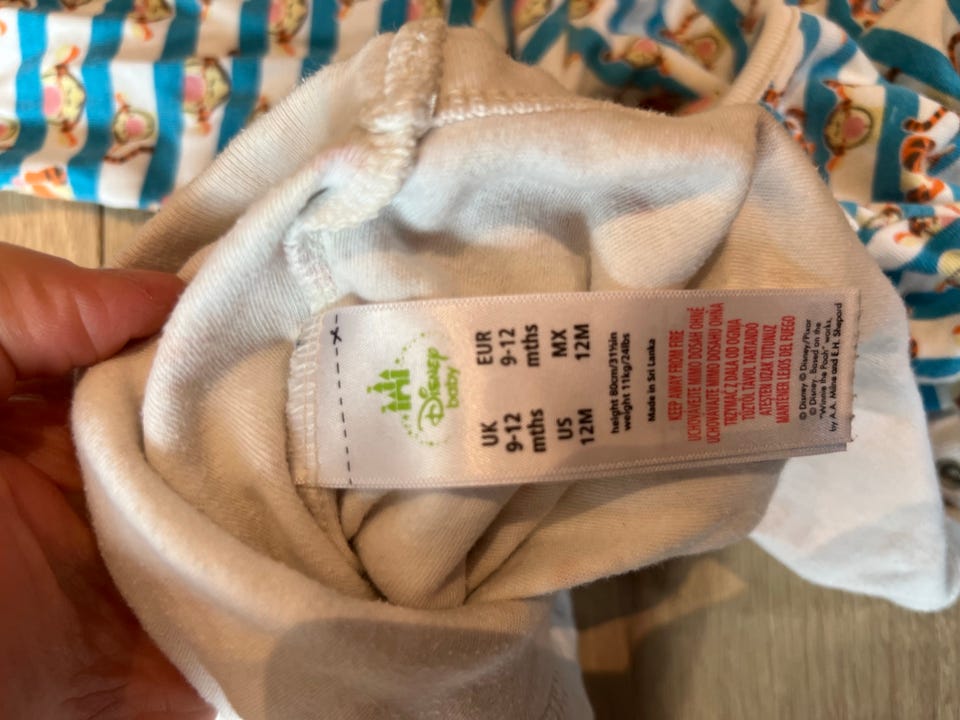 Disney
baby
UK EUR
9-12 9-12
mths mths
US MX
12M 12M
height 80cm/31½in
weight 11kg/24lbs
Made in Sri Lanka
KEEP AWAY FROM FIRE
UCHOVÁVEJTE MIMO DOSAH OHNĚ
UCHOVÁVAJTE MIMO DOSAHU OHŇA
TRZYMAĆ Z DALA OD OGNIA
TŰZTŐL TÁVOL TARTANDÓ
ATEŞTEN UZAK TUTUNUZ
MANTENER LEJOS DEL FUEGO
© Disney © Disney/Pixar
© Disney. Based on the
"Winnie the Pooh" works,
by A.A. Milne and E.H. Shepard